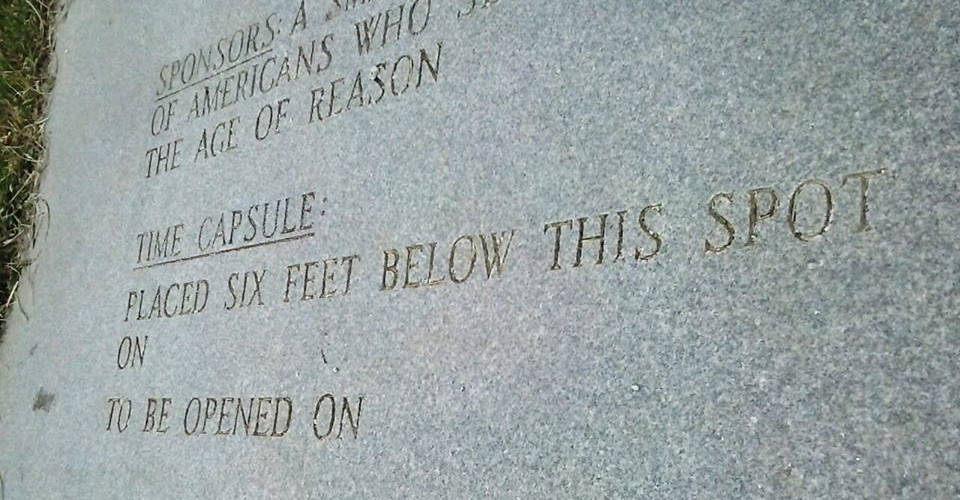 SPONSORS: A
OF AMERICANS WHO
THE AGE OF REASON
TIME CAPSULE:
PLACED SIX FEET BELOW THIS SPOT
ON
TO BE OPENED ON